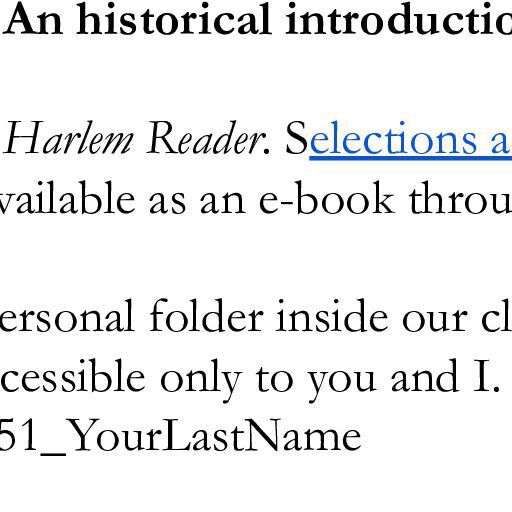 An historical introductio
Harlem Reader. Selections a
vailable as an e-book throu
ersonal folder inside our cl
cessible only to you and I.
51_YourLastName